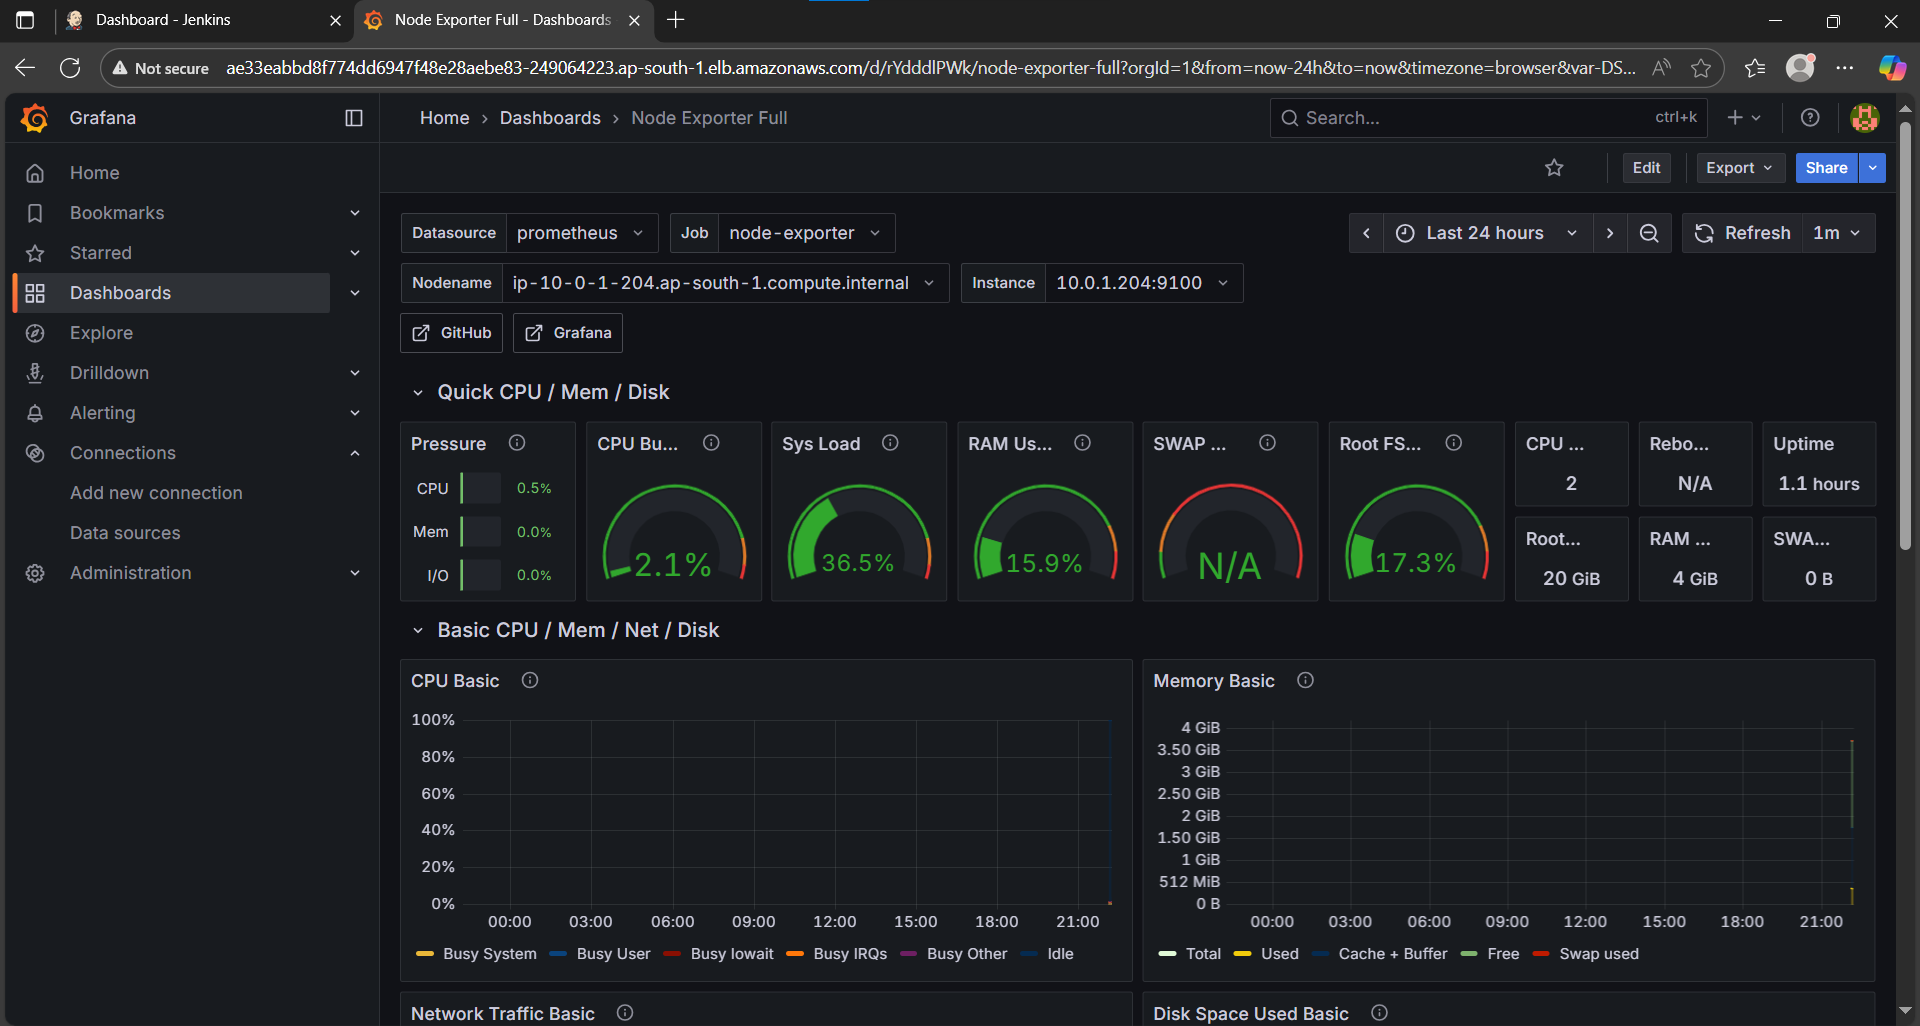 Dashboard - Jenkins
Node Exporter Full - Dashboards
Not secure ae33eabbd8f774dd6947f48e28aebe83-249064223.ap-south-1.elb.amazonaws.com/d/rYdddlPWk/node-exporter-full?orgId=1&from=now-24h&to=now&timezone=browser&var-DS...
Grafana
Home › Dashboards › Node Exporter Full
Search... ctrl+k
Home
Bookmarks
Starred
Dashboards
Explore
Drilldown
Alerting
Connections
Add new connection
Data sources
Administration
Edit Export Share
Datasource prometheus Job node-exporter
Last 24 hours Refresh 1m
Nodename ip-10-0-1-204.ap-south-1.compute.internal Instance 10.0.1.204:9100
GitHub Grafana
Quick CPU / Mem / Disk
Pressure
CPU 0.5%
Mem 0.0%
I/O 0.0%
CPU Bu...
2.1%
Sys Load
36.5%
RAM Us...
15.9%
SWAP ...
N/A
Root FS...
17.3%
CPU ...
2
Rebo...
N/A
Uptime
1.1 hours
Root...
20 GiB
RAM ...
4 GiB
SWA...
0 B
Basic CPU / Mem / Net / Disk
CPU Basic
100%
80%
60%
40%
20%
0%
00:00 03:00 06:00 09:00 12:00 15:00 18:00 21:00
Busy System Busy User Busy Iowait Busy IRQs Busy Other Idle
Memory Basic
4 GiB
3.50 GiB
3 GiB
2.50 GiB
2 GiB
1.50 GiB
1 GiB
512 MiB
0 B
00:00 03:00 06:00 09:00 12:00 15:00 18:00 21:00
Total Used Cache + Buffer Free Swap used
Network Traffic Basic
Disk Space Used Basic